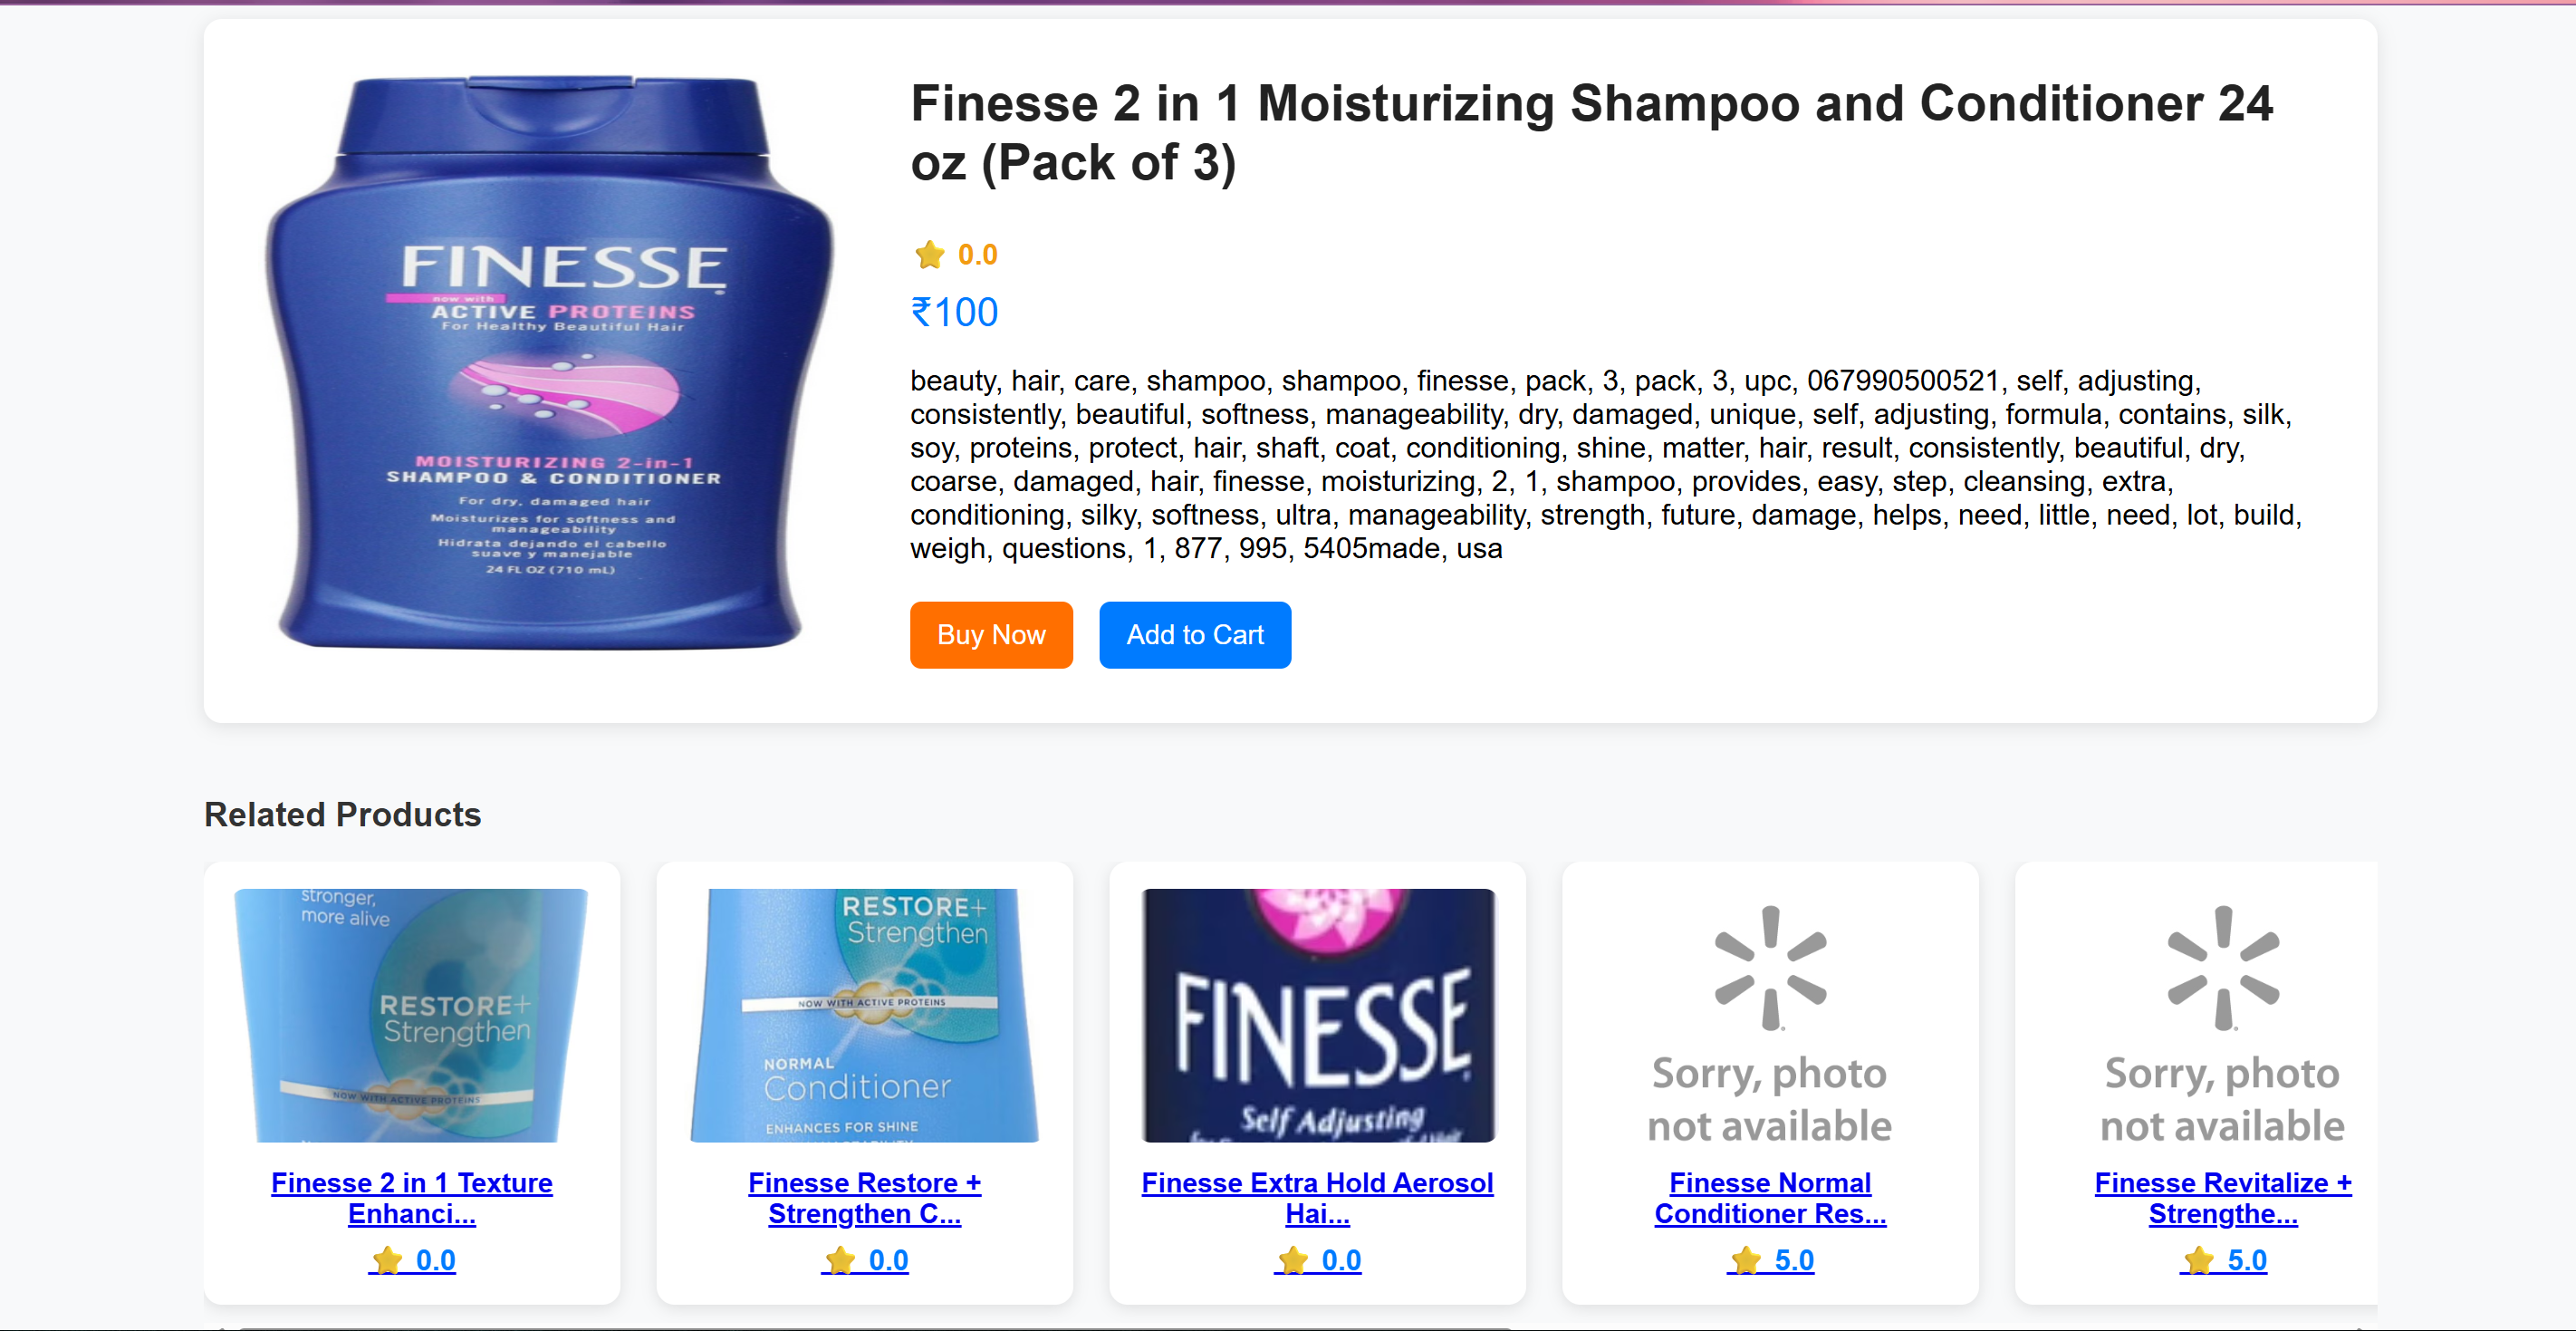 Finesse 2 in 1 Moisturizing Shampoo and Conditioner 24
oz (Pack of 3)
0.0
₹100
beauty, hair, care, shampoo, shampoo, finesse, pack, 3, pack, 3, upc, 067990500521, self, adjusting,
consistently, beautiful, softness, manageability, dry, damaged, unique, self, adjusting, formula, contains, silk,
soy, proteins, protect, hair, shaft, coat, conditioning, shine, matter, hair, result, consistently, beautiful, dry,
coarse, damaged, hair, finesse, moisturizing, 2, 1, shampoo, provides, easy, step, cleansing, extra,
conditioning, silky, softness, ultra, manageability, strength, future, damage, helps, need, little, need, lot, build,
weigh, questions, 1, 877, 995, 5405made, usa
Buy Now
Add to Cart
FINESSE
now with
ACTIVE PROTEINS
For Healthy Beautiful Hair
MOISTURIZING 2-in-1
SHAMPOO & CONDITIONER
For dry, damaged hair
Moisturizes for softness and
manageability
Hidrata dejando el cabello
suave y manejable
24 FL OZ (710 mL)
Related Products
stronger,
more alive
RESTORE+
Strengthen
NOW WITH ACTIVE PROTEINS
Finesse 2 in 1 Texture
Enhanci...
0.0
RESTORE+
Strengthen
NOW WITH ACTIVE PROTEINS
NORMAL
Conditioner
ENHANCES FOR SHINE
Finesse Restore +
Strengthen C...
0.0
FINESSE
Self Adjusting
Finesse Extra Hold Aerosol
Hai...
0.0
Sorry, photo
not available
Finesse Normal
Conditioner Res...
5.0
Sorry, photo
not available
Finesse Revitalize +
Strengthe...
5.0